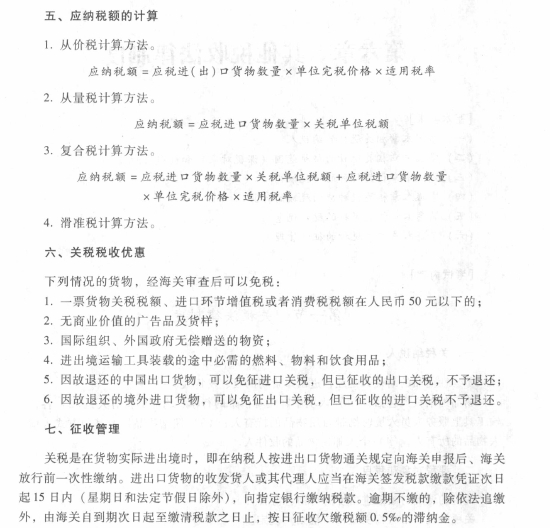 五、应纳税额的计算
1. 从价税计算方法。
应纳税额=应税进(出)口货物数量×单位完税价格×适用税率
2. 从量税计算方法。
应纳税额=应税进口货物数量×关税单位税额
3. 复合税计算方法。
应纳税额=应税进口货物数量×关税单位税额+应税进口货物数量
×单位完税价格×适用税率
4. 滑准税计算方法。
六、关税税收优惠
下列情况的货物，经海关审查后可以免税：
1. 一票货物关税税额、进口环节增值税或者消费税税额在人民币50元以下的；
2. 无商业价值的广告品及货样；
3. 国际组织、外国政府无偿赠送的物资；
4. 进出境运输工具装载的途中必需的燃料、物料和饮食用品；
5. 因故退还的中国出口货物，可以免征进口关税，但已征收的出口关税，不予退还；
6. 因故退还的境外进口货物，可以免征出口关税，但已征收的进口关税不予退还。
七、征收管理
关税是在货物实际进出境时，即在纳税人按进出口货物通关规定向海关申报后、海关
放行前一次性缴纳。进出口货物的收发货人或其代理人应当在海关签发税款缴款凭证次日
起15日内（星期日和法定节假日除外），向指定银行缴纳税款。逾期不缴的，除依法追缴
外，由海关自到期次日起至缴清税款之日止，按日征收欠缴税额0.5‰的滞纳金。